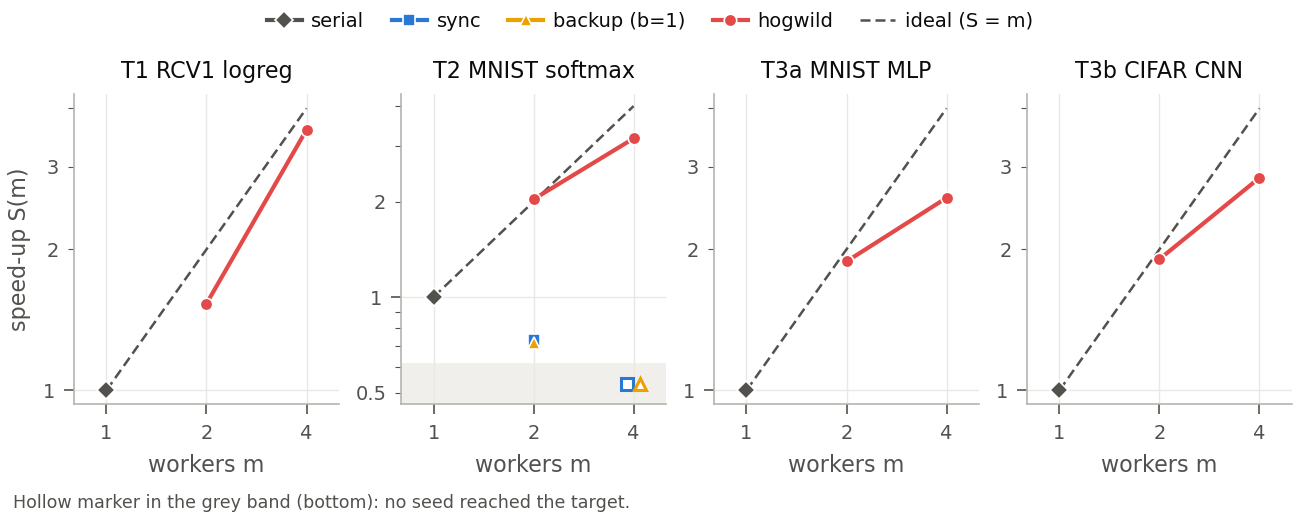 serial sync backup (b=1) hogwild ideal (S = m)
T1 RCV1 logreg
T2 MNIST softmax
T3a MNIST MLP
T3b CIFAR CNN
speed-up S(m)
3
2
1
1 2 4
workers m
2
1
0.5
1 2 4
workers m
3
2
1
1 2 4
workers m
3
2
1
1 2 4
workers m
Hollow marker in the grey band (bottom): no seed reached the target.